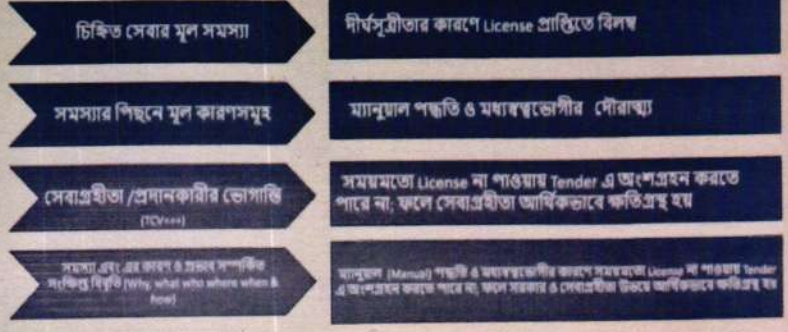 চিহ্নিত সেবার মূল সমস্যা
দীর্ঘসূত্রীতার কারণে License প্রাপ্তিতে বিলম্ব
সমস্যার পিছনে মূল কারণসমূহ
ম্যানুয়াল পদ্ধতি ও মধ্যস্বত্বভোগীর দৌরাত্ম্য
সেবাগ্রহীতা /প্রদানকারীর ভোগান্তি
(TCV+++)
সময়মতো License না পাওয়ায় Tender এ অংশগ্রহন করতে
পারে না; ফলে সেবাগ্রহীতা আর্থিকভাবে ক্ষতিগ্রস্থ হয়
সমস্যা এবং এর কারণ ও প্রভাব সম্পর্কিত
সংক্ষিপ্ত বিবৃতি (Why, what who where when &
how)
ম্যানুয়াল (Manual) পদ্ধতি ও মধ্যস্বত্বভোগীর কারণে সময়মতো License না পাওয়ায় Tender
এ অংশগ্রহন করতে পারে না; ফলে সরকার ও সেবাগ্রহীতা উভয়ে আর্থিকভাবে ক্ষতিগ্রস্থ হয়